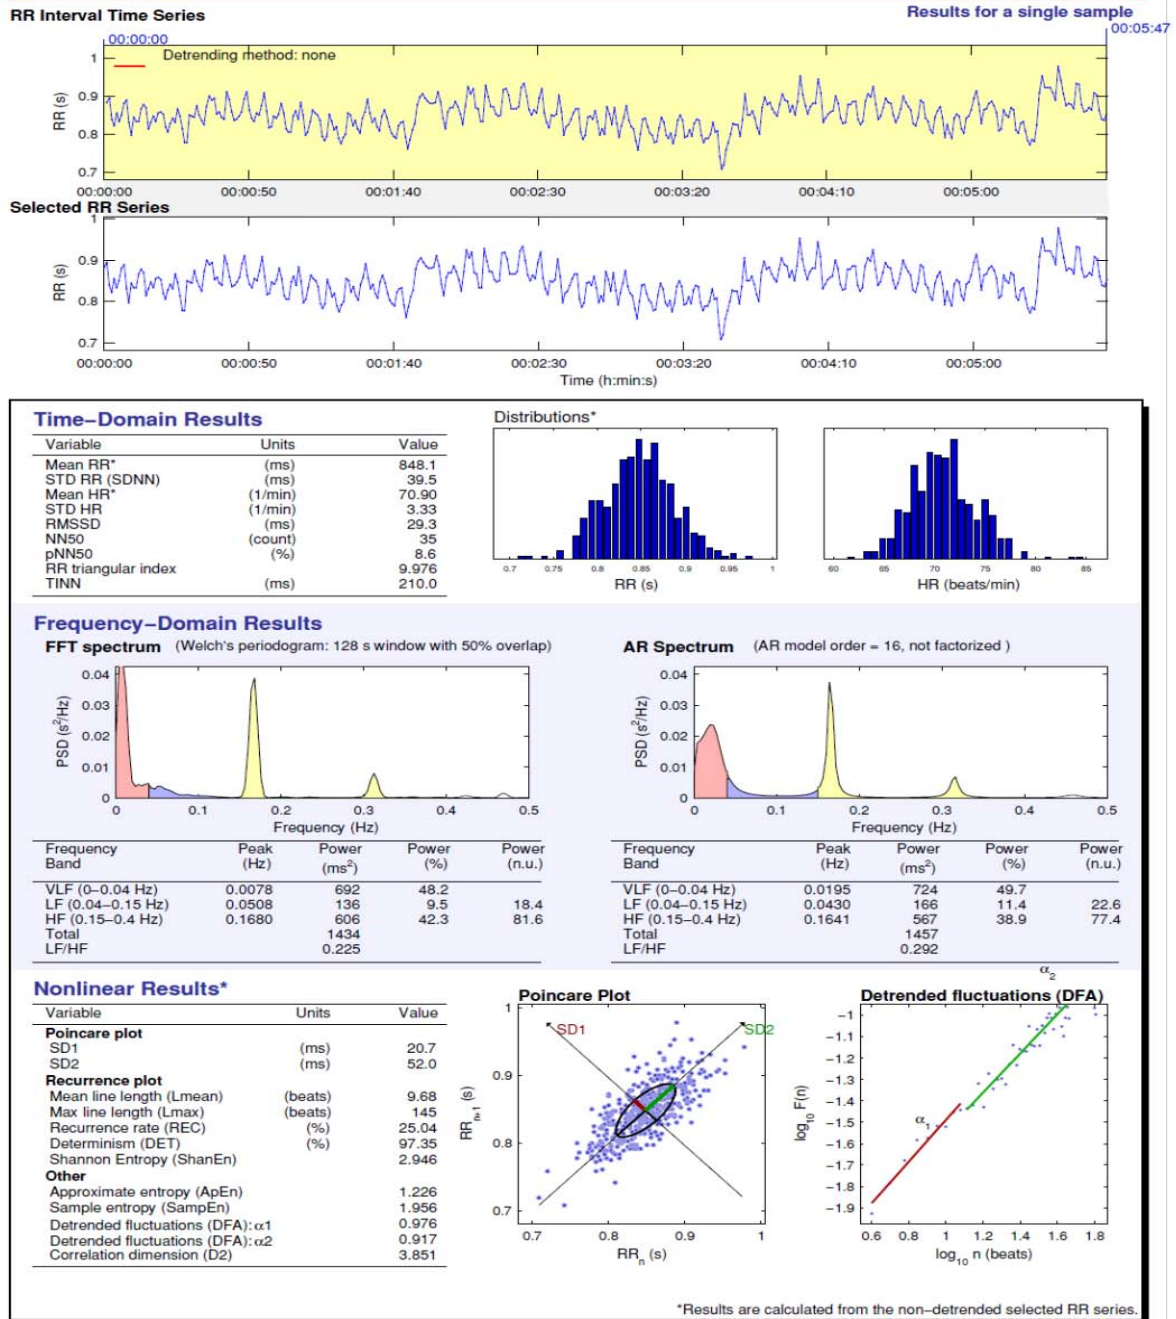 RR Interval Time Series
Results for a single sample
00:00:00
00:05:47
Detrending method: none
RR (s)
1
0.9
0.8
0.7
00:00:00 00:00:50 00:01:40 00:02:30 00:03:20 00:04:10 00:05:00
Selected RR Series
RR (s)
1
0.9
0.8
0.7
00:00:00 00:00:50 00:01:40 00:02:30 00:03:20 00:04:10 00:05:00
Time (h:min:s)
Time-Domain Results
Variable Units Value
Mean RR* (ms) 848.1
STD RR (SDNN) (ms) 39.5
Mean HR* (1/min) 70.90
STD HR (1/min) 3.33
RMSSD (ms) 29.3
NN50 (count) 35
pNN50 (%) 8.6
RR triangular index 9.976
TINN (ms) 210.0
Distributions*
0.7 0.75 0.8 0.85 0.9 0.95 1
RR (s)
60 65 70 75 80 85
HR (beats/min)
Frequency-Domain Results
FFT spectrum (Welch's periodogram: 128 s window with 50% overlap)
PSD (s²/Hz)
0.04
0.03
0.02
0.01
0
0 0.1 0.2 0.3 0.4 0.5
Frequency (Hz)
Frequency Peak Power Power Power
Band (Hz) (ms²) (%) (n.u.)
VLF (0-0.04 Hz) 0.0078 692 48.2
LF (0.04-0.15 Hz) 0.0508 136 9.5 18.4
HF (0.15-0.4 Hz) 0.1680 606 42.3 81.6
Total 1434
LF/HF 0.225
AR Spectrum (AR model order = 16, not factorized )
PSD (s²/Hz)
0.04
0.03
0.02
0.01
0
0 0.1 0.2 0.3 0.4 0.5
Frequency (Hz)
Frequency Peak Power Power Power
Band (Hz) (ms²) (%) (n.u.)
VLF (0-0.04 Hz) 0.0195 724 49.7
LF (0.04-0.15 Hz) 0.0430 166 11.4 22.6
HF (0.15-0.4 Hz) 0.1641 567 38.9 77.4
Total 1457
LF/HF 0.292
Nonlinear Results*
Variable Units Value
Poincare plot
SD1 (ms) 20.7
SD2 (ms) 52.0
Recurrence plot
Mean line length (Lmean) (beats) 9.68
Max line length (Lmax) (beats) 145
Recurrence rate (REC) (%) 25.04
Determinism (DET) (%) 97.35
Shannon Entropy (ShanEn) 2.946
Other
Approximate entropy (ApEn) 1.226
Sample entropy (SampEn) 1.956
Detrended fluctuations (DFA): α1 0.976
Detrended fluctuations (DFA): α2 0.917
Correlation dimension (D2) 3.851
Poincare Plot
SD1
SD2
RRₙ₊₁ (s)
1
0.9
0.8
0.7
0.7 0.8 0.9 1
RRₙ (s)
α₂
Detrended fluctuations (DFA)
α₁
log₁₀ F(n)
-1
-1.1
-1.2
-1.3
-1.4
-1.5
-1.6
-1.7
-1.8
-1.9
0.6 0.8 1 1.2 1.4 1.6 1.8
log₁₀ n (beats)
*Results are calculated from the non-detrended selected RR series.